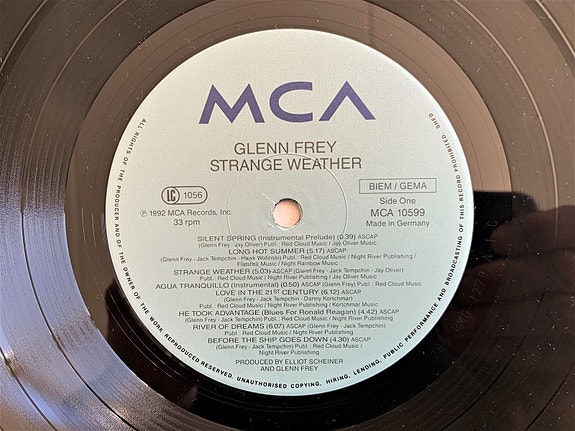 MCA
GLENN FREY
STRANGE WEATHER
LC 1056
BIEM / GEMA
℗ 1992 MCA Records, Inc.
33 rpm
Side One
MCA 10599
Made in Germany
SILENT SPRING (Instrumental Prelude) (0.39) ASCAP
(Glenn Frey - Jay Oliver) Publ.: Red Cloud Music / Jay Oliver Music
LONG HOT SUMMER (5.17) ASCAP
(Glenn Frey - Jack Tempchin - Hawk Wolinski) Publ.: Red Cloud Music / Night River Publishing /
Flatstiks Music / Night Rainbow Music
STRANGE WEATHER (5.03) ASCAP (Glenn Frey - Jack Tempchin - Jay Oliver)
Publ.: Red Cloud Music / Night River Publishing / Jay Oliver Music
AGUA TRANQUILLO (Instrumental) (0.50) ASCAP
LOVE IN THE 21ST CENTURY (6.12) ASCAP
(Glenn Frey - Jack Tempchin - Danny Kortchmar)
Publ.: Red Cloud Music / Night River Publishing / Kortchmar Music
HE TOOK ADVANTAGE (Blues For Ronald Reagan) (4.42) ASCAP
(Glenn Frey - Jack Tempchin) Publ.: Red Cloud Music / Night River Publishing
RIVER OF DREAMS (6.07) ASCAP (Glenn Frey - Jack Tempchin)
Publ.: Red Cloud Music / Night River Publishing
BEFORE THE SHIP GOES DOWN (4.30) ASCAP
(Glenn Frey - Jack Tempchin) Publ.: Red Cloud Music /
Night River Publishing
PRODUCED BY ELLIOT SCHEINER
AND GLENN FREY
ALL RIGHTS OF THE PRODUCER AND OF THE OWNER OF THE WORK REPRODUCED RESERVED. UNAUTHORISED COPYING, HIRING, LENDING, PUBLIC PERFORMANCE AND BROADCASTING OF THIS RECORD PROHIBITED.